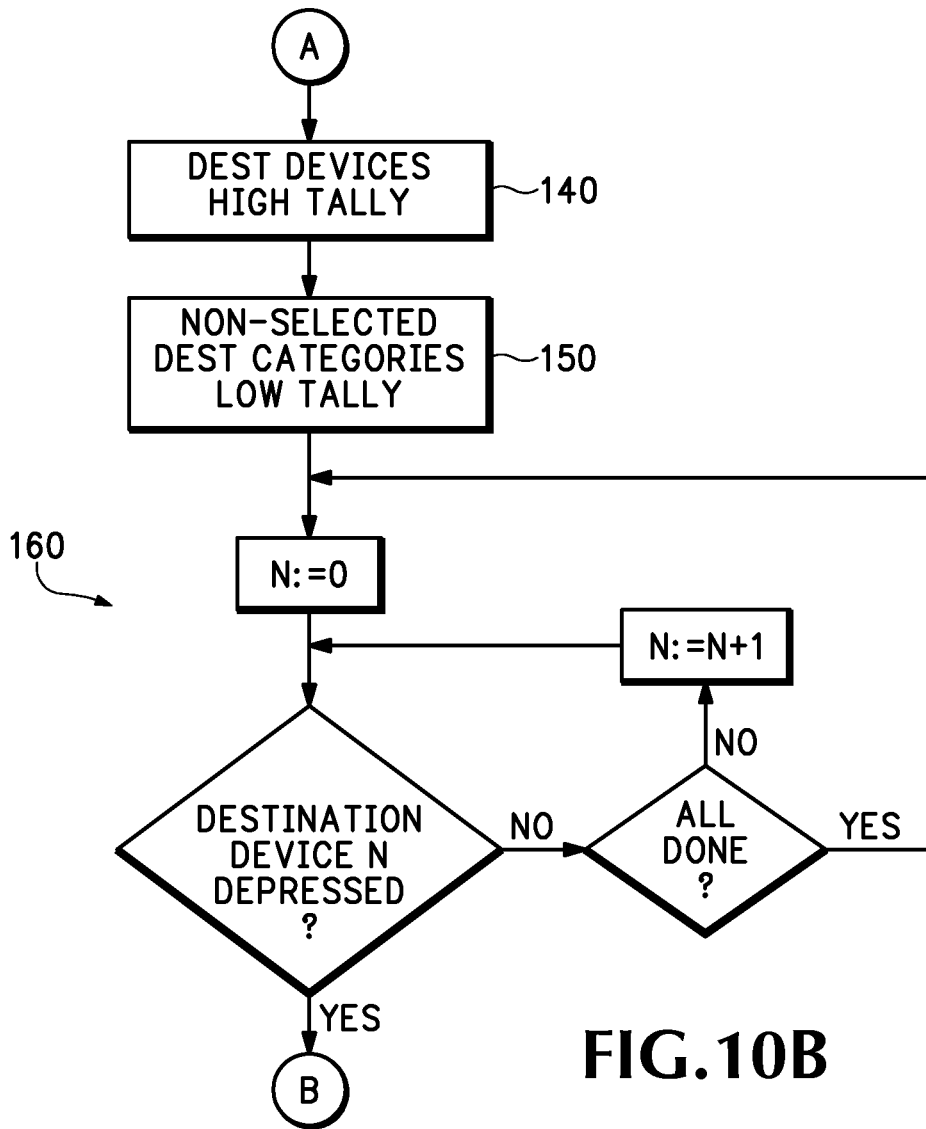 A
DEST DEVICES
HIGH TALLY
140
NON-SELECTED
DEST CATEGORIES
LOW TALLY
150
160
N:=0
N:=N+1
NO
DESTINATION
DEVICE N
DEPRESSED
?
NO
ALL
DONE
?
YES
YES
B
FIG.10B